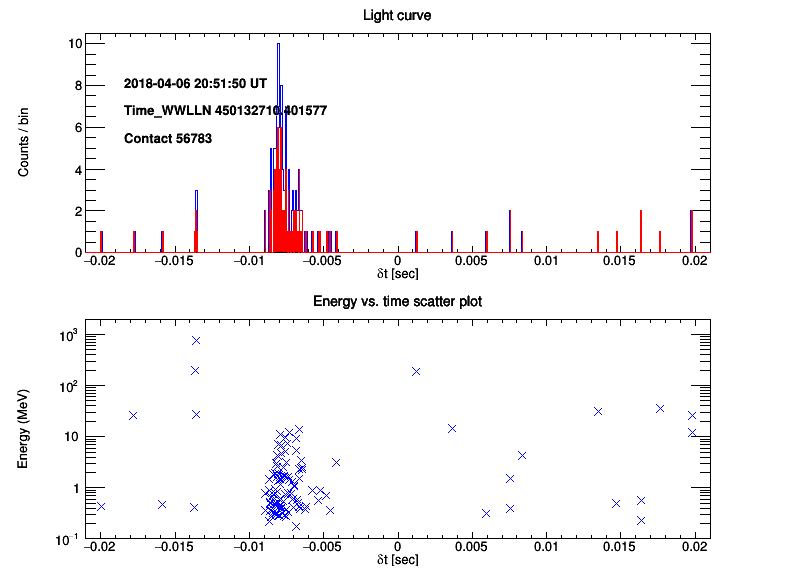 Light curve
10
8
6
4
2
0
Counts / bin
2018-04-06 20:51:50 UT
Time_WWLLN 450132710.401577
Contact 56783
−0.02 −0.015 −0.01 −0.005 0 0.005 0.01 0.015 0.02
δt [sec]
Energy vs. time scatter plot
10³
10²
10
1
10⁻¹
Energy (MeV)
−0.02 −0.015 −0.01 −0.005 0 0.005 0.01 0.015 0.02
δt [sec]